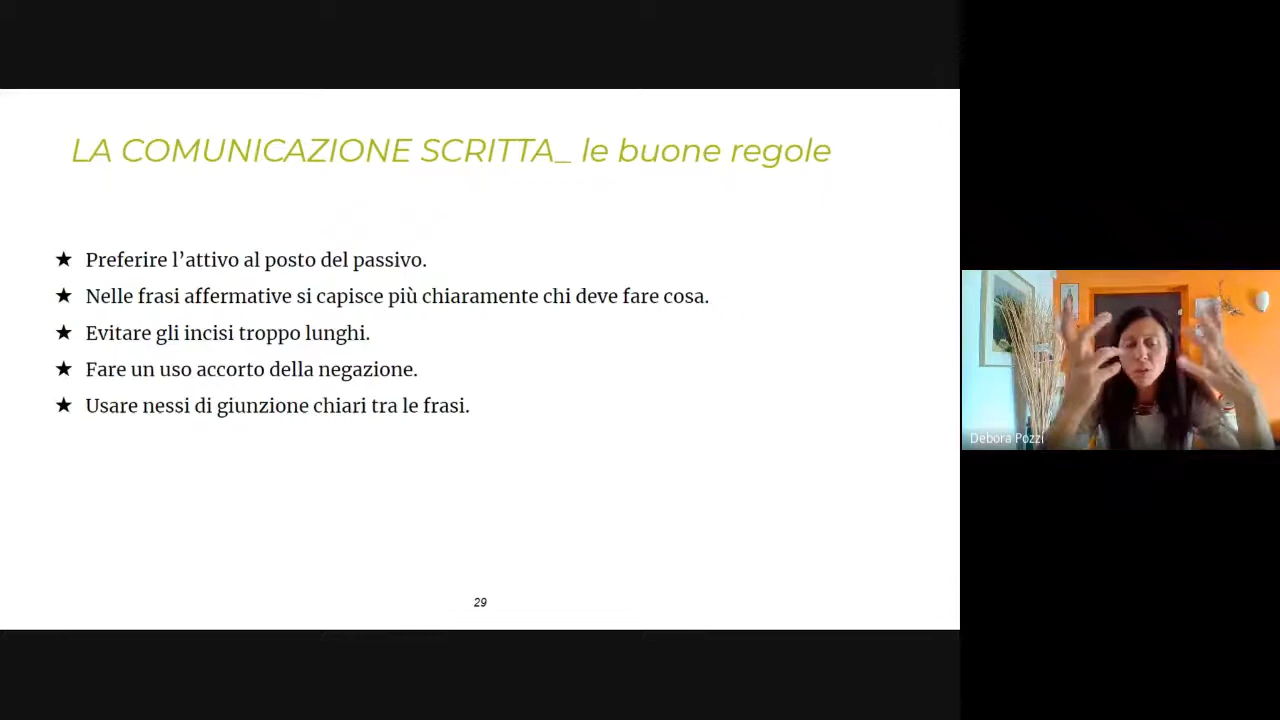 LA COMUNICAZIONE SCRITTA_ le buone regole
★ Preferire l’attivo al posto del passivo.
★ Nelle frasi affermative si capisce più chiaramente chi deve fare cosa.
★ Evitare gli incisi troppo lunghi.
★ Fare un uso accorto della negazione.
★ Usare nessi di giunzione chiari tra le frasi.
29
Debora Pozzi